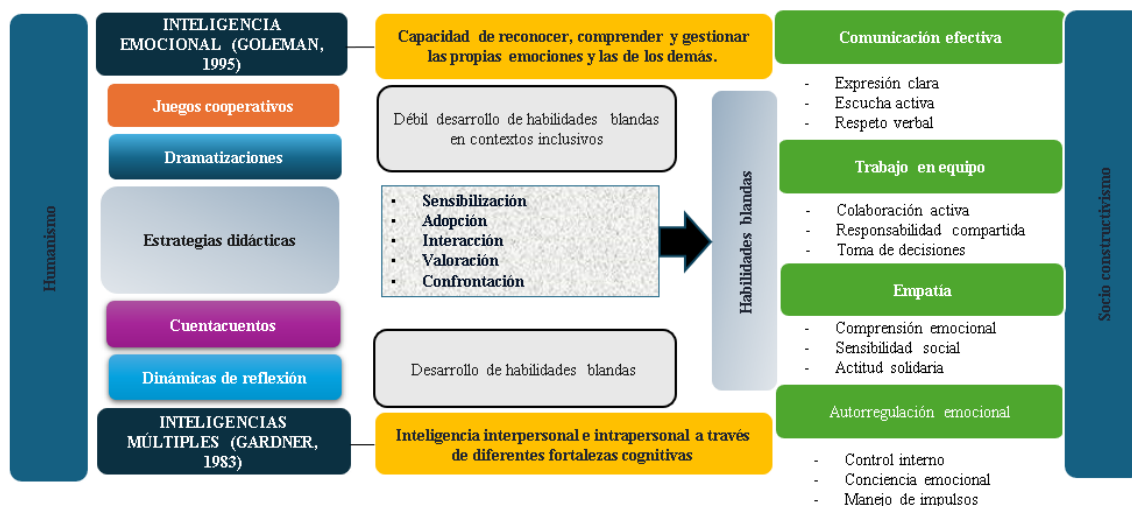 Humanismo
INTELIGENCIA
EMOCIONAL (GOLEMAN,
1995)
Juegos cooperativos
Dramatizaciones
Estrategias didácticas
Cuentacuentos
Dinámicas de reflexión
INTELIGENCIAS
MÚLTIPLES (GARDNER,
1983)
Capacidad de reconocer, comprender y gestionar
las propias emociones y las de los demás.
Débil desarrollo de habilidades blandas
en contextos inclusivos
▪ Sensibilización
▪ Adopción
▪ Interacción
▪ Valoración
▪ Confrontación
Desarrollo de habilidades blandas
Inteligencia interpersonal e intrapersonal a través
de diferentes fortalezas cognitivas
Habilidades blandas
Comunicación efectiva
- Expresión clara
- Escucha activa
- Respeto verbal
Trabajo en equipo
- Colaboración activa
- Responsabilidad compartida
- Toma de decisiones
Empatía
- Comprensión emocional
- Sensibilidad social
- Actitud solidaria
Autorregulación emocional
- Control interno
- Conciencia emocional
- Manejo de impulsos
Socio constructivismo